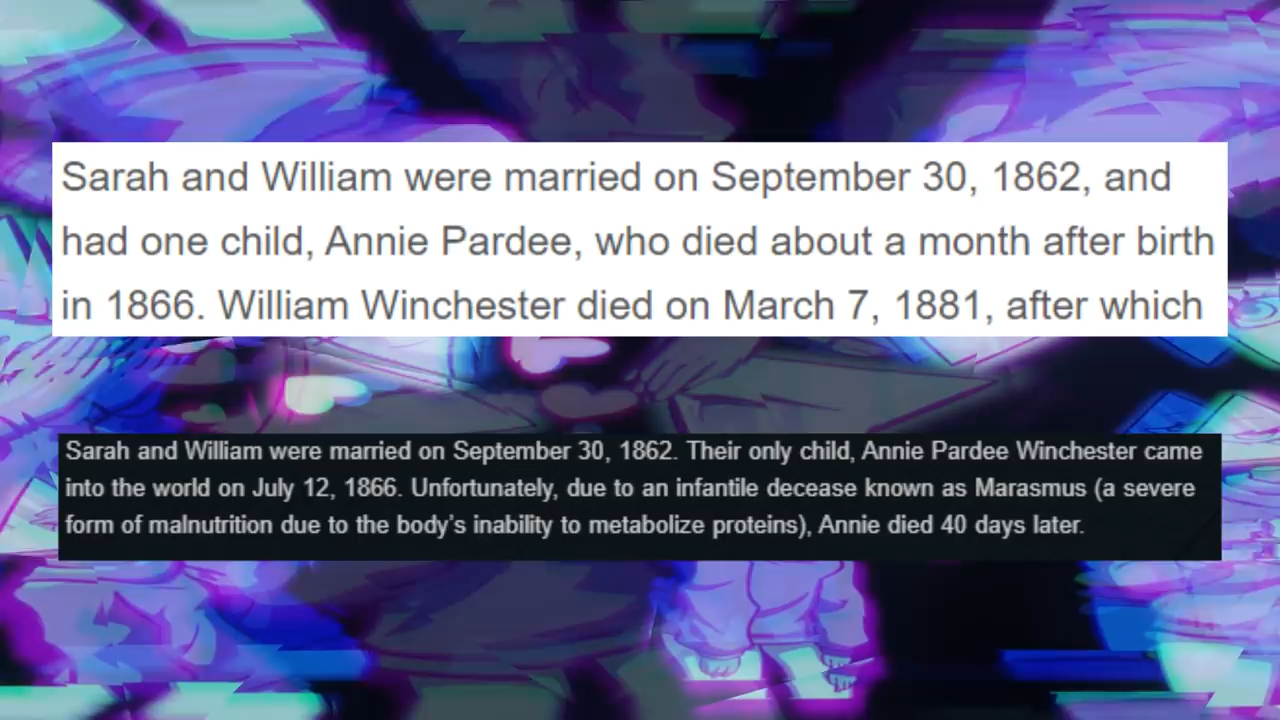 Sarah and William were married on September 30, 1862, and
had one child, Annie Pardee, who died about a month after birth
in 1866. William Winchester died on March 7, 1881, after which
Sarah and William were married on September 30, 1862. Their only child, Annie Pardee Winchester came
into the world on July 12, 1866. Unfortunately, due to an infantile decease known as Marasmus (a severe
form of malnutrition due to the body's inability to metabolize proteins), Annie died 40 days later.